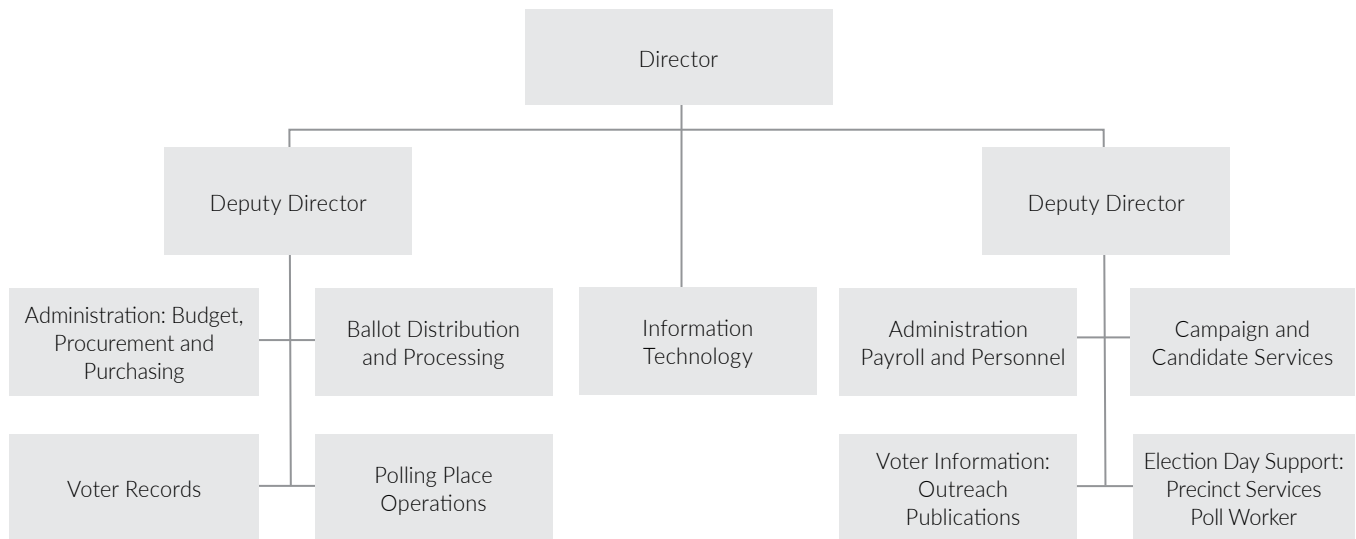 Director
Deputy Director
Deputy Director
Administration: Budget,
Procurement and
Purchasing
Ballot Distribution
and Processing
Information
Technology
Administration
Payroll and Personnel
Campaign and
Candidate Services
Voter Records
Polling Place
Operations
Voter Information:
Outreach
Publications
Election Day Support:
Precinct Services
Poll Worker